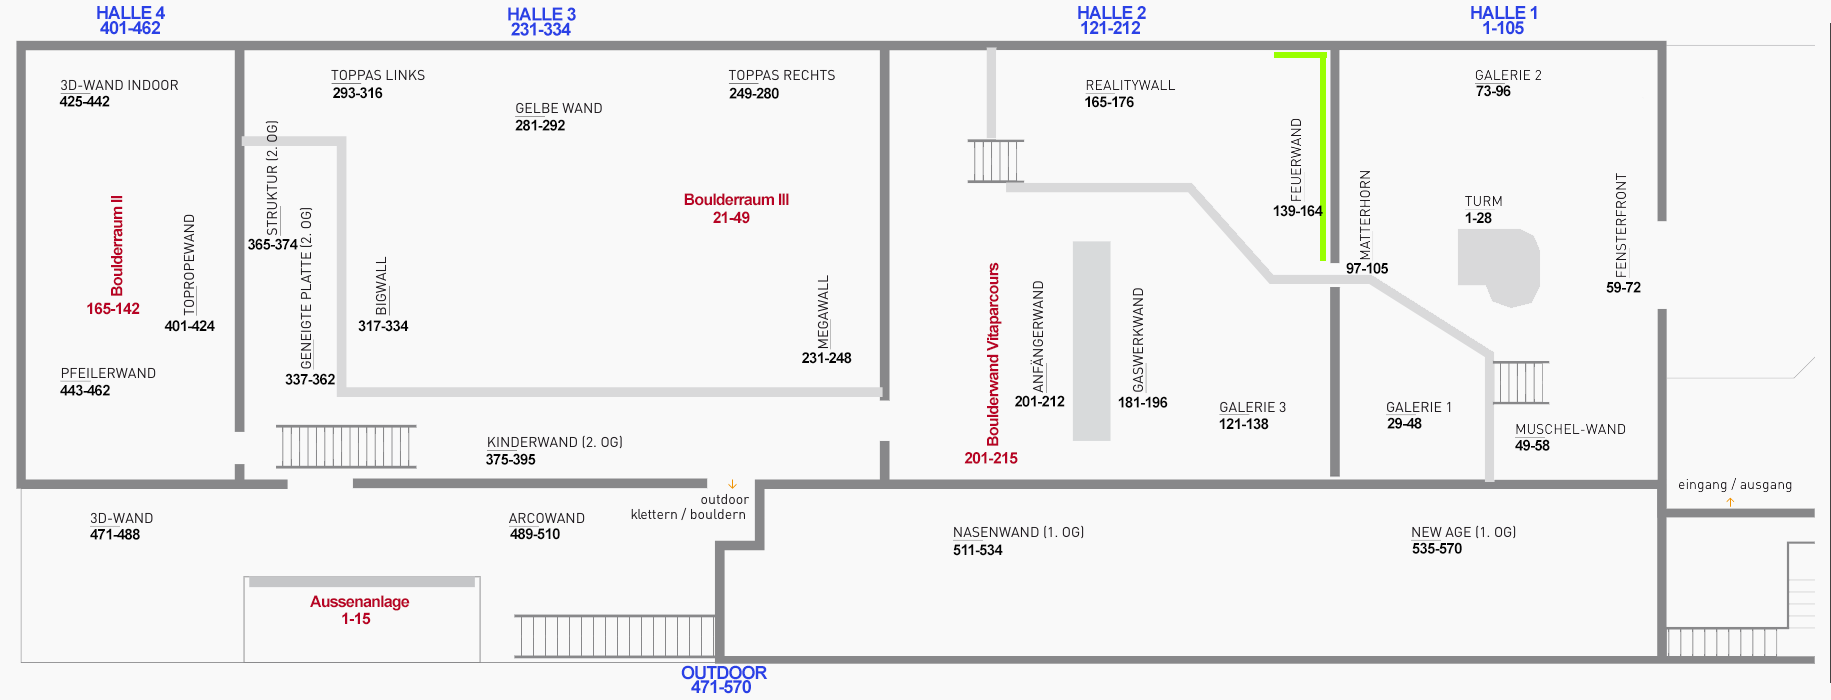 HALLE 4
401-462
HALLE 3
231-334
HALLE 2
121-212
HALLE 1
1-105
3D-WAND INDOOR
425-442
Boulderraum II
165-142
TOPROPEWAND
401-424
PFEILERWAND
443-462
TOPPAS LINKS
293-316
GELBE WAND
281-292
TOPPAS RECHTS
249-280
STRUKTUR (2. OG)
365-374
GENEIGTE PLATTE (2. OG)
337-362
BIGWALL
317-334
Boulderraum III
21-49
MEGAWALL
231-248
KINDERWAND (2. OG)
375-395
REALITYWALL
165-176
FEUERWAND
139-164
Boulderwand Vitaparcours
201-215
ANFÄNGERWAND
201-212
GASWERKWAND
181-196
GALERIE 3
121-138
GALERIE 2
73-96
MATTERHORN
97-105
TURM
1-28
FENSTERFRONT
59-72
GALERIE 1
29-48
MUSCHEL-WAND
49-58
eingang / ausgang
outdoor
klettern / bouldern
3D-WAND
471-488
ARCOWAND
489-510
NASENWAND (1. OG)
511-534
NEW AGE (1. OG)
535-570
Aussenanlage
1-15
OUTDOOR
471-570